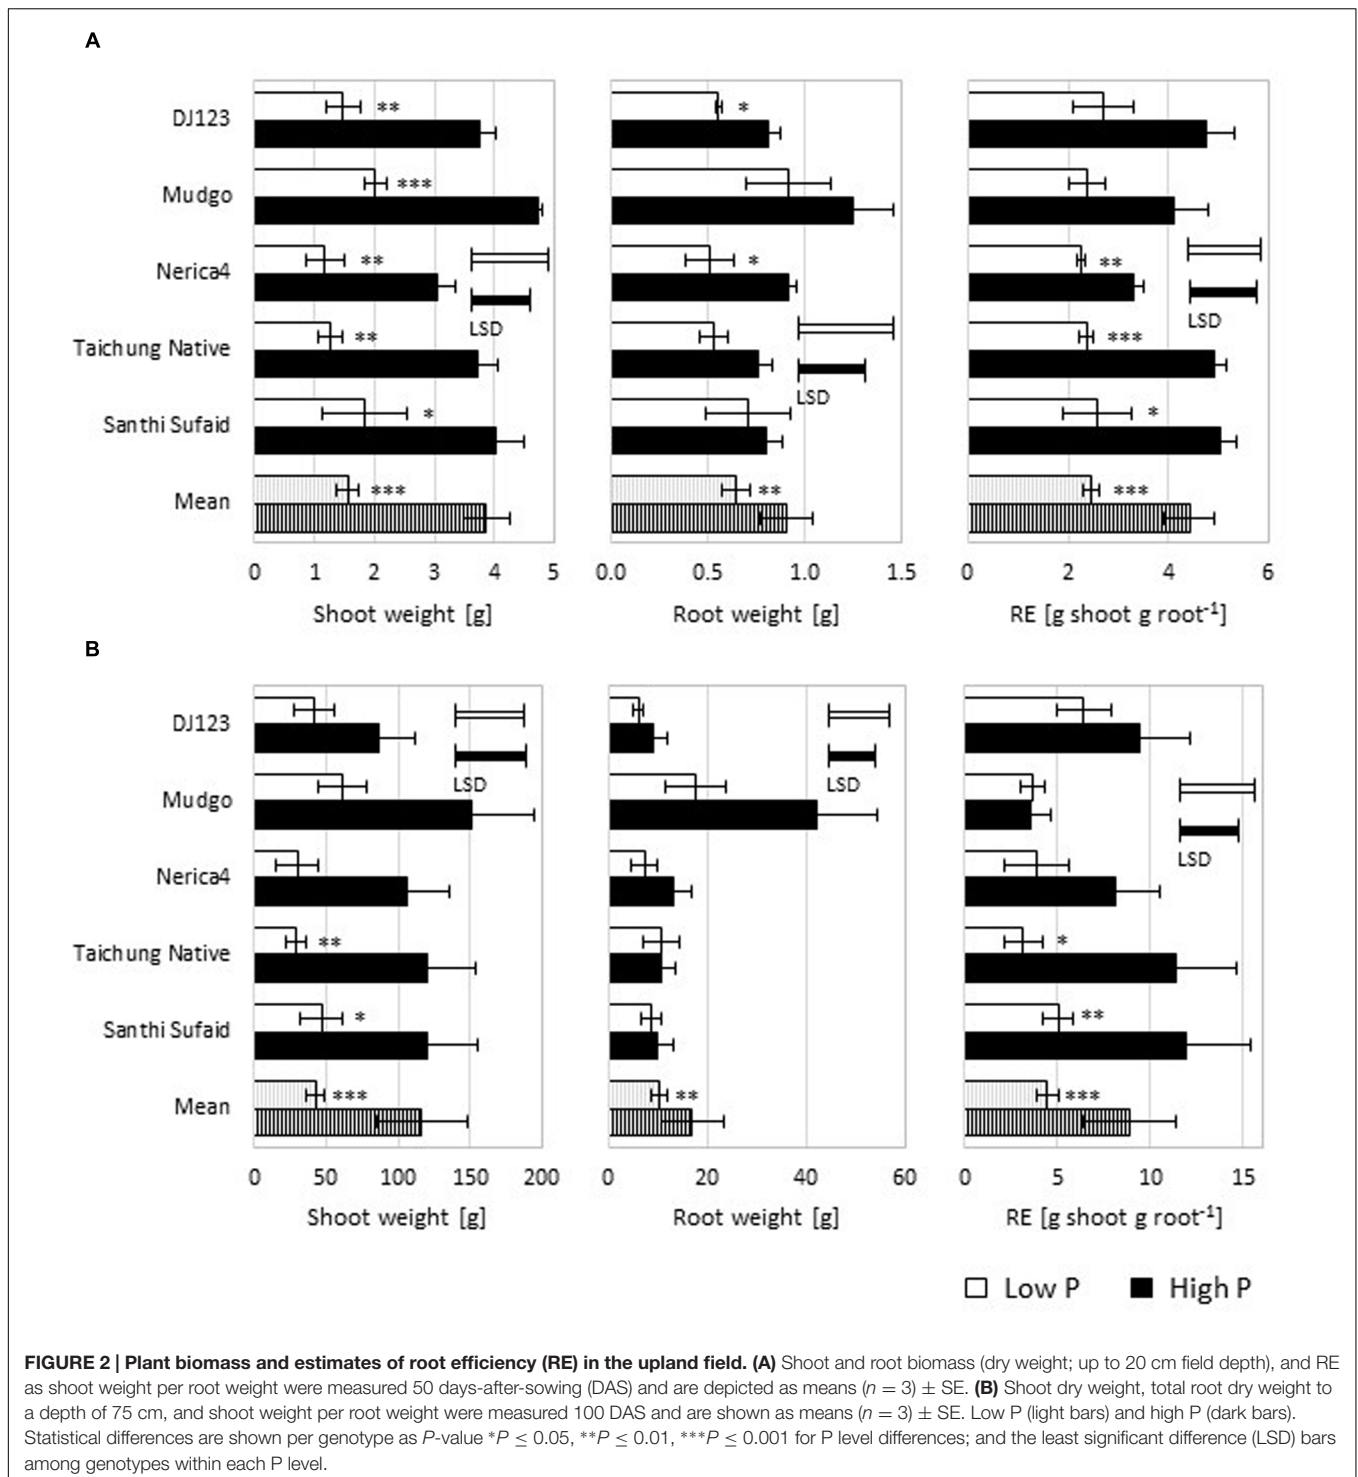 A
DJ123
Mudgo
Nerica4
Taichung Native
Santhi Sufaid
Mean
** *
***
** * **
LSD LSD
** ***
LSD
* *
*** ** ***
0 1 2 3 4 5 0.0 0.5 1.0 1.5 0 2 4 6
Shoot weight [g] Root weight [g] RE [g shoot g root⁻¹]
B
DJ123
LSD LSD
Mudgo
LSD
Nerica4
Taichung Native ** *
Santhi Sufaid * **
Mean *** ** ***
0 50 100 150 200 0 20 40 60 0 5 10 15
Shoot weight [g] Root weight [g] RE [g shoot g root⁻¹]
Low P High P
FIGURE 2 | Plant biomass and estimates of root efficiency (RE) in the upland field. (A) Shoot and root biomass (dry weight; up to 20 cm field depth), and RE
as shoot weight per root weight were measured 50 days-after-sowing (DAS) and are depicted as means (n = 3) ± SE. (B) Shoot dry weight, total root dry weight to
a depth of 75 cm, and shoot weight per root weight were measured 100 DAS and are shown as means (n = 3) ± SE. Low P (light bars) and high P (dark bars).
Statistical differences are shown per genotype as P-value *P ≤ 0.05, **P ≤ 0.01, ***P ≤ 0.001 for P level differences; and the least significant difference (LSD) bars
among genotypes within each P level.